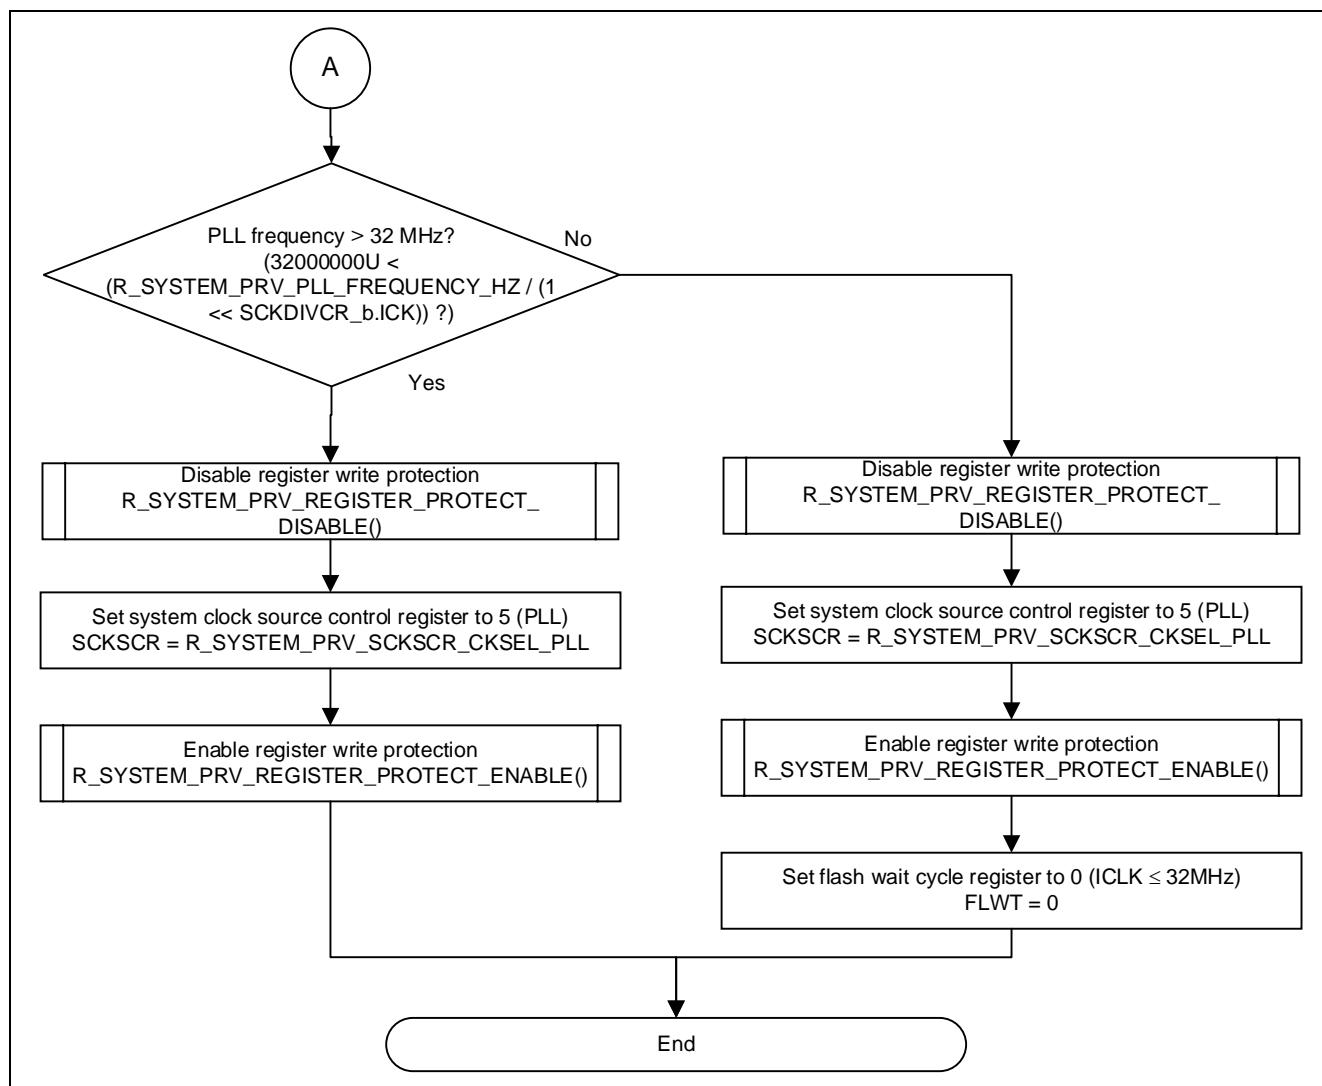 A
PLL frequency > 32 MHz?
(32000000U <
(R_SYSTEM_PRV_PLL_FREQUENCY_HZ / (1
<< SCKDIVCR_b.ICK)) ?)
No
Yes
Disable register write protection
R_SYSTEM_PRV_REGISTER_PROTECT_
DISABLE()
Set system clock source control register to 5 (PLL)
SCKSCR = R_SYSTEM_PRV_SCKSCR_CKSEL_PLL
Enable register write protection
R_SYSTEM_PRV_REGISTER_PROTECT_ENABLE()
Disable register write protection
R_SYSTEM_PRV_REGISTER_PROTECT_
DISABLE()
Set system clock source control register to 5 (PLL)
SCKSCR = R_SYSTEM_PRV_SCKSCR_CKSEL_PLL
Enable register write protection
R_SYSTEM_PRV_REGISTER_PROTECT_ENABLE()
Set flash wait cycle register to 0 (ICLK ≤ 32MHz)
FLWT = 0
End